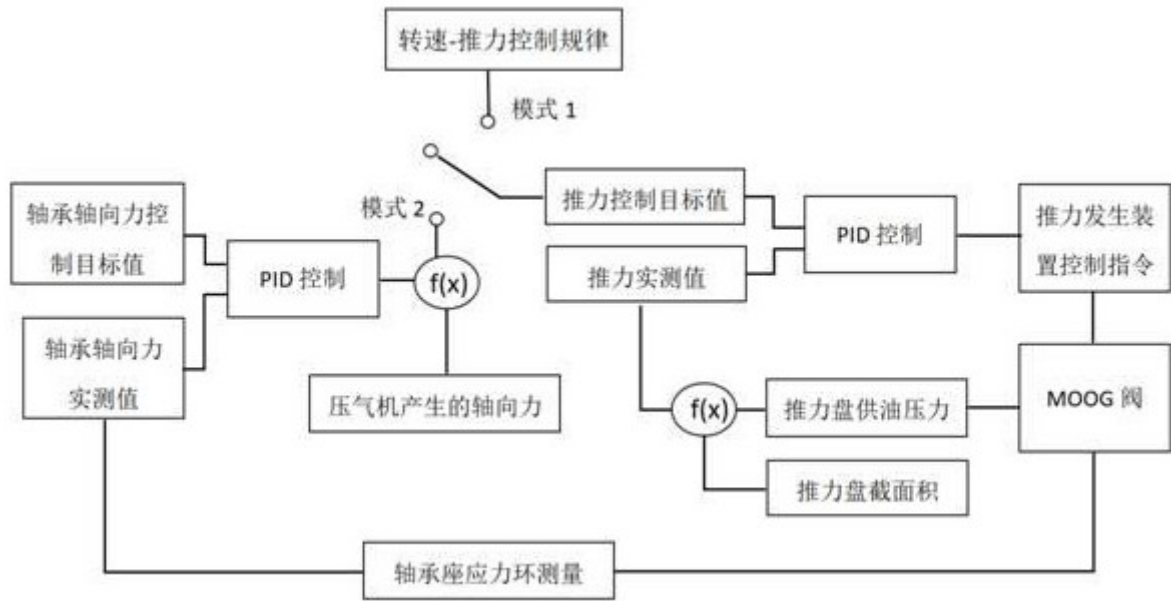 转速-推力控制规律
模式 1
模式 2
轴承轴向力控
制目标值
PID 控制
f(x)
轴承轴向力
实测值
压气机产生的轴向力
推力控制目标值
推力实测值
PID 控制
推力发生装
置控制指令
f(x)
推力盘供油压力
MOOG 阀
推力盘截面积
轴承座应力环测量